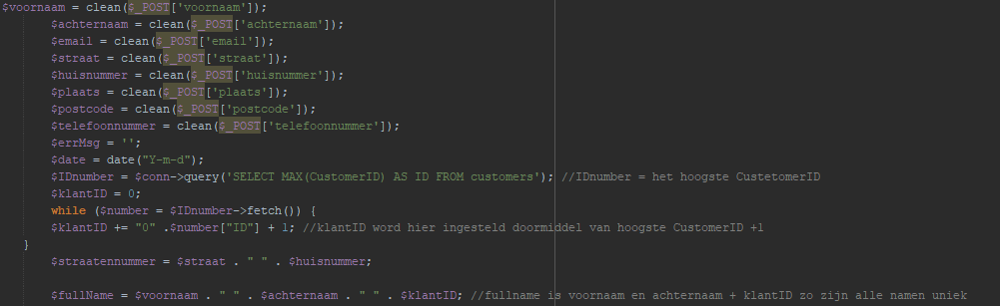 $voornaam = clean($_POST['voornaam']);
$achternaam = clean($_POST['achternaam']);
$email = clean($_POST['email']);
$straat = clean($_POST['straat']);
$huisnummer = clean($_POST['huisnummer']);
$plaats = clean($_POST['plaats']);
$postcode = clean($_POST['postcode']);
$telefoonnummer = clean($_POST['telefoonnummer']);
$errMsg = '';
$date = date("Y-m-d");
$IDnumber = $conn->query('SELECT MAX(CustomerID) AS ID FROM customers'); //IDnumber = het hoogste CustetomerID
$klantID = 0;
while ($number = $IDnumber->fetch()) {
$klantID += "0" .$number["ID"] + 1; //klantID word hier ingesteld doormiddel van hoogste CustomerID +1
}
$straatennummer = $straat . " " . $huisnummer;
$fullName = $voornaam . " " . $achternaam . " " . $klantID; //fullname is voornaam en achternaam + klantID zo zijn alle namen uniek